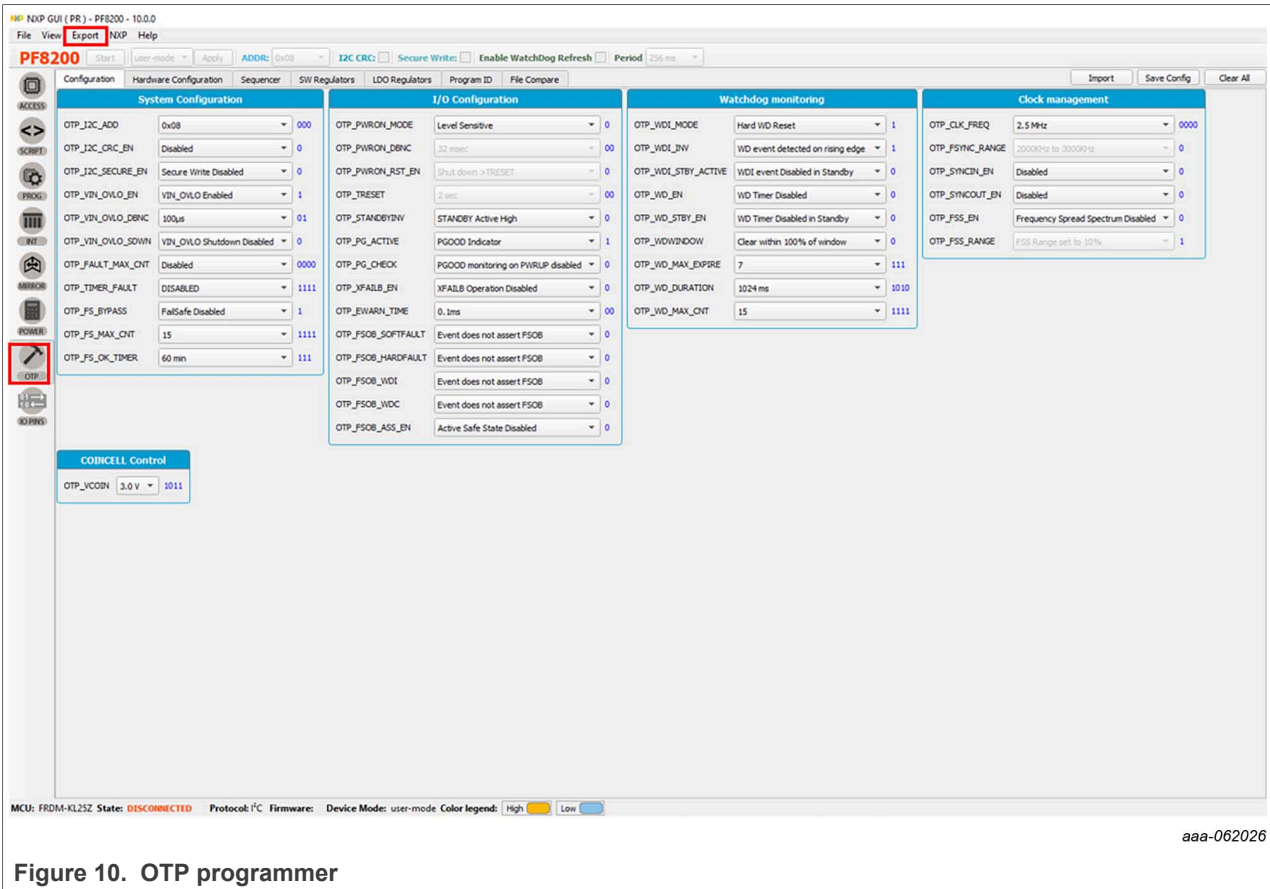 NXP NXP GUI ( PR ) - PF8200 - 10.0.0
File View Export NXP Help
PF8200 Start user-mode Apply ADDR: 0x08 I2C CRC: Secure Write: Enable WatchDog Refresh Period 256 ms
Configuration Hardware Configuration Sequencer SW Regulators LDO Regulators Program ID File Compare Import Save Config Clear All
ACCESS
SCRIPT
PROG
INT
MIRROR
POWER
OTP
IO PINS
System Configuration
OTP_I2C_ADD 0x08 000
OTP_I2C_CRC_EN Disabled 0
OTP_I2C_SECURE_EN Secure Write Disabled 0
OTP_VIN_OVLO_EN VIN_OVLO Enabled 1
OTP_VIN_OVLO_DBNC 100µs 01
OTP_VIN_OVLO_SDWN VIN_OVLO Shutdown Disabled 0
OTP_FAULT_MAX_CNT Disabled 0000
OTP_TIMER_FAULT DISABLED 1111
OTP_FS_BYPASS FailSafe Disabled 1
OTP_FS_MAX_CNT 15 1111
OTP_FS_OK_TIMER 60 min 111
I/O Configuration
OTP_PWRON_MODE Level Sensitive 0
OTP_PWRON_DBNC 32 msec 00
OTP_PWRON_RST_EN Shut down >TRESET 0
OTP_TRESET 2 sec 00
OTP_STANDBYINV STANDBY Active High 0
OTP_PG_ACTIVE PGOOD Indicator 1
OTP_PG_CHECK PGOOD monitoring on PWRUP disabled 0
OTP_XFAILB_EN XFAILB Operation Disabled 0
OTP_EWARN_TIME 0.1ms 00
OTP_FSOB_SOFTFAULT Event does not assert FSOB 0
OTP_FSOB_HARDFAULT Event does not assert FSOB 0
OTP_FSOB_WDI Event does not assert FSOB 0
OTP_FSOB_WDC Event does not assert FSOB 0
OTP_FSOB_ASS_EN Active Safe State Disabled 0
Watchdog monitoring
OTP_WDI_MODE Hard WD Reset 1
OTP_WDI_INV WD event detected on rising edge 1
OTP_WDI_STBY_ACTIVE WDI event Disabled in Standby 0
OTP_WD_EN WD Timer Disabled 0
OTP_WD_STBY_EN WD Timer Disabled in Standby 0
OTP_WDWINDOW Clear within 100% of window 0
OTP_WD_MAX_EXPIRE 7 111
OTP_WD_DURATION 1024 ms 1010
OTP_WD_MAX_CNT 15 1111
Clock management
OTP_CLK_FREQ 2.5 MHz 0000
OTP_FSYNC_RANGE 2000KHz to 3000KHz 0
OTP_SYNCIN_EN Disabled 0
OTP_SYNCOUT_EN Disabled 0
OTP_FSS_EN Frequency Spread Spectrum Disabled 0
OTP_FSS_RANGE FSS Range set to 10% 1
COINCELL Control
OTP_VCOIN 3.0 V 1011
MCU: FRDM-KL25Z State: DISCONNECTED Protocol: I²C Firmware: Device Mode: user-mode Color legend: High Low
aaa-062026
Figure 10. OTP programmer